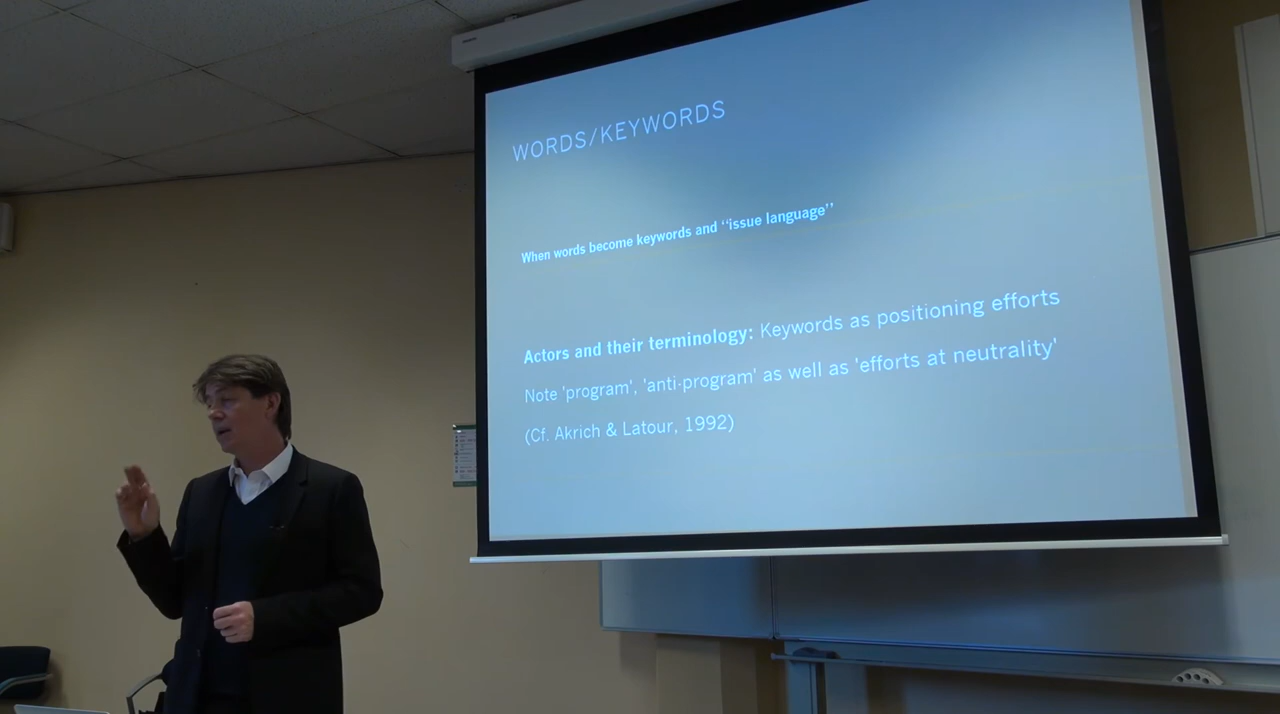 WORDS/KEYWORDS
When words become keywords and “issue language”
Actors and their terminology: Keywords as positioning efforts
Note 'program', 'anti-program' as well as 'efforts at neutrality'
(Cf. Akrich & Latour, 1992)